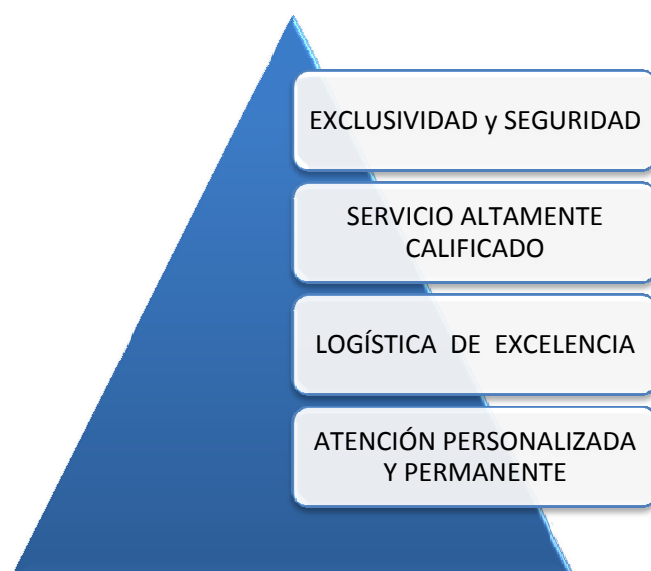 EXCLUSIVIDAD y SEGURIDAD
SERVICIO ALTAMENTE
CALIFICADO
LOGÍSTICA DE EXCELENCIA
ATENCIÓN PERSONALIZADA
Y PERMANENTE